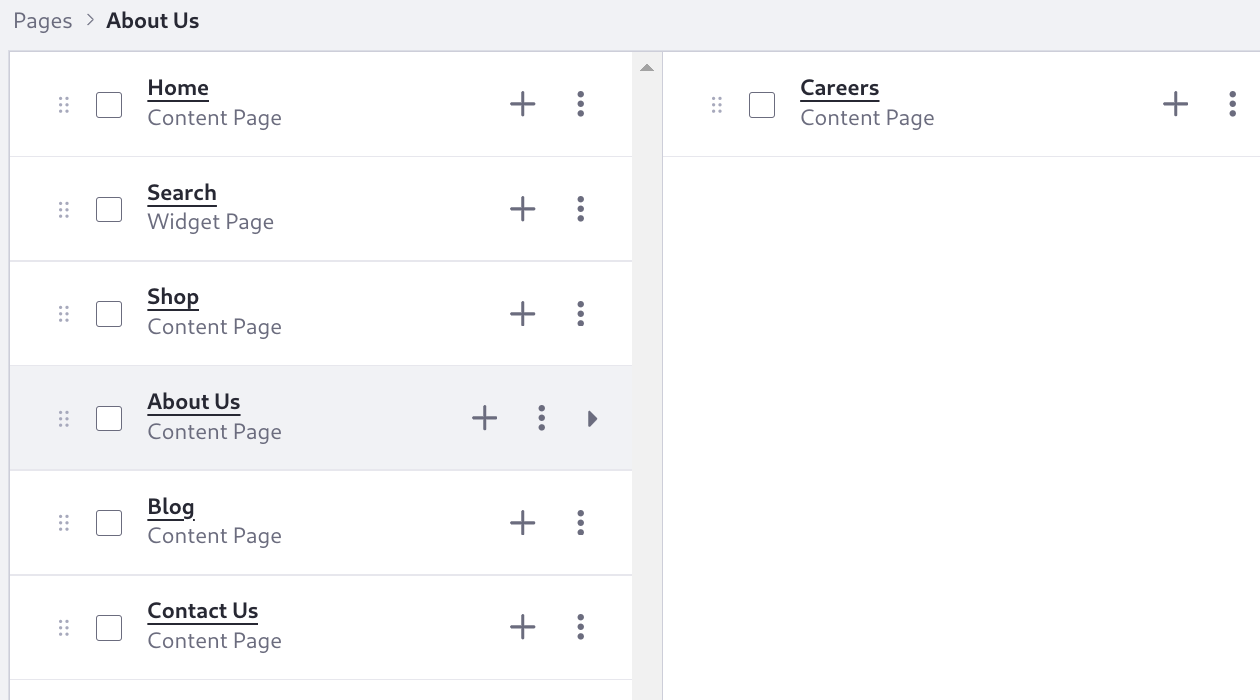 Pages > About Us
Home
Content Page
Search
Widget Page
Shop
Content Page
About Us
Content Page
Blog
Content Page
Contact Us
Content Page
Careers
Content Page